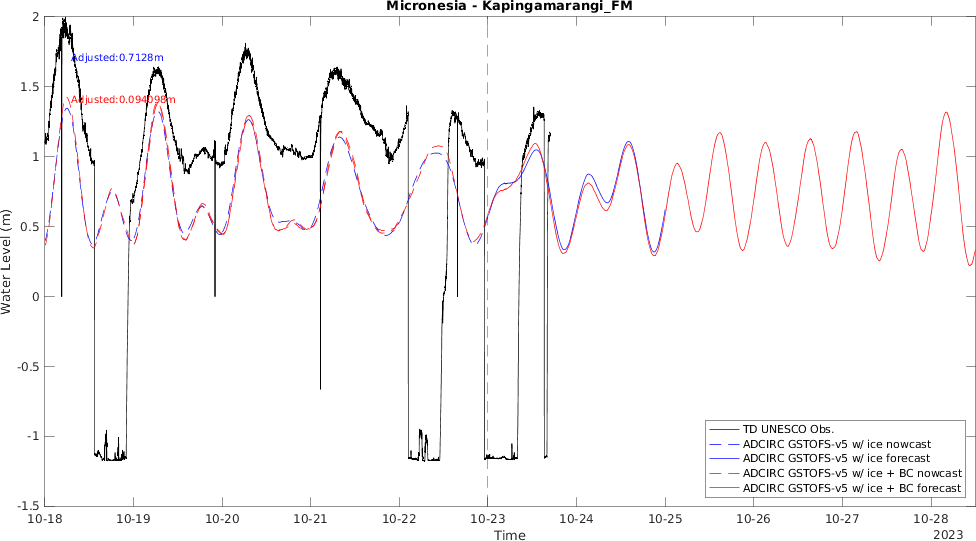 Micronesia - Kapingamarangi_FM
Adjusted:0.7128m
Adjusted:0.094098m
Water Level (m)
2
1.5
1
0.5
0
-0.5
-1
-1.5
10-18 10-19 10-20 10-21 10-22 10-23 10-24 10-25 10-26 10-27 10-28
2023
Time
TD UNESCO Obs.
ADCIRC GSTOFS-v5 w/ ice nowcast
ADCIRC GSTOFS-v5 w/ ice forecast
ADCIRC GSTOFS-v5 w/ ice + BC nowcast
ADCIRC GSTOFS-v5 w/ ice + BC forecast